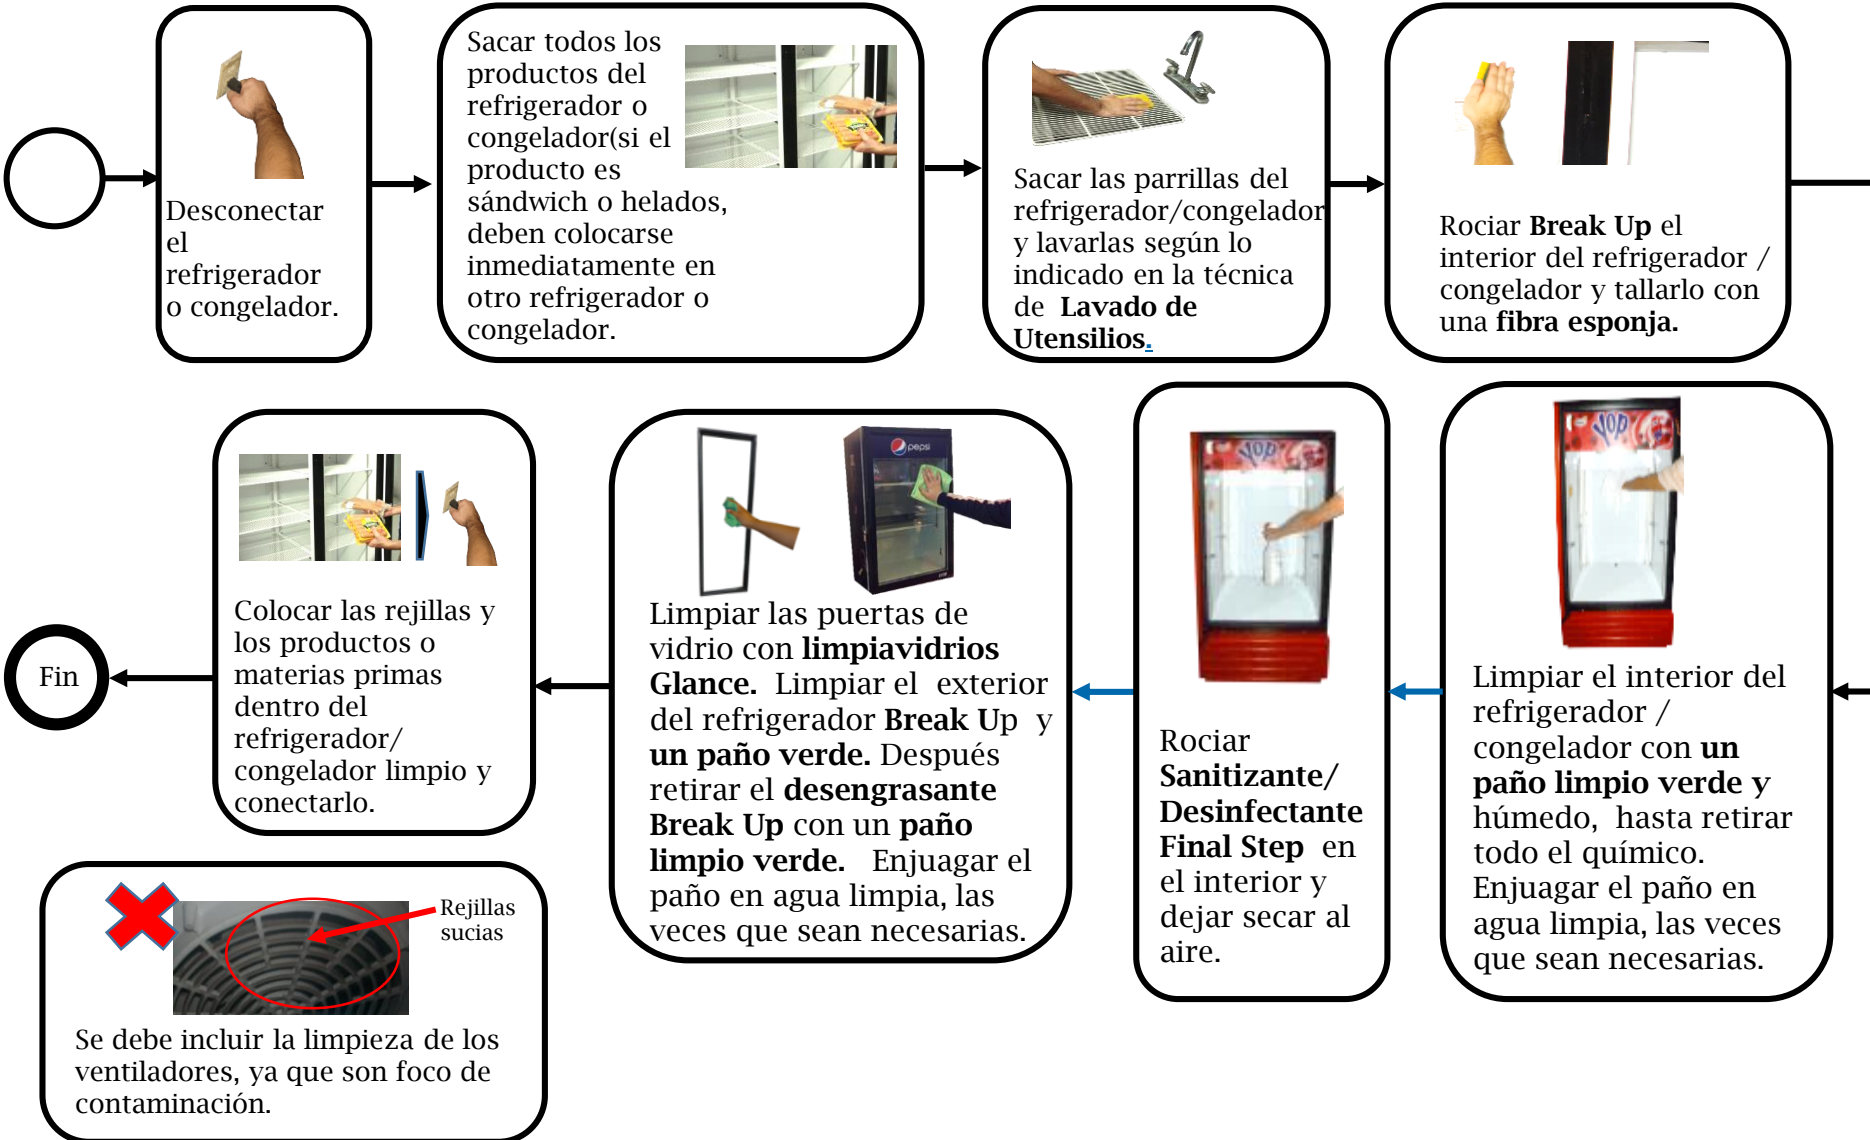 Desconectar
el
refrigerador
o congelador.
Sacar todos los
productos del
refrigerador o
congelador(si el
producto es
sándwich o helados,
deben colocarse
inmediatamente en
otro refrigerador o
congelador.
Sacar las parrillas del
refrigerador/congelador
y lavarlas según lo
indicado en la técnica
de Lavado de
Utensilios.
Rociar Break Up el
interior del refrigerador /
congelador y tallarlo con
una fibra esponja.
YOP
Limpiar el interior del
refrigerador /
congelador con un
paño limpio verde y
húmedo, hasta retirar
todo el químico.
Enjuagar el paño en
agua limpia, las veces
que sean necesarias.
YOP
Rociar
Sanitizante/
Desinfectante
Final Step en
el interior y
dejar secar al
aire.
pepsi
Limpiar las puertas de
vidrio con limpiavidrios
Glance. Limpiar el exterior
del refrigerador Break Up y
un paño verde. Después
retirar el desengrasante
Break Up con un paño
limpio verde. Enjuagar el
paño en agua limpia, las
veces que sean necesarias.
Colocar las rejillas y
los productos o
materias primas
dentro del
refrigerador/
congelador limpio y
conectarlo.
Fin
Rejillas
sucias
Se debe incluir la limpieza de los
ventiladores, ya que son foco de
contaminación.